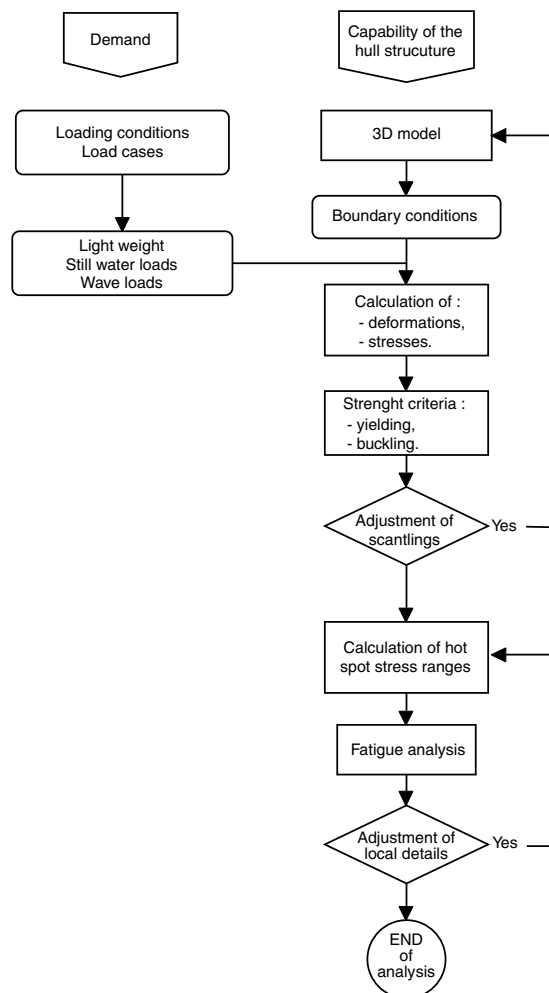 Demand
Capability of the
hull strucuture
Loading conditions
Load cases
3D model
Boundary conditions
Light weight
Still water loads
Wave loads
Calculation of :
- deformations,
- stresses.
Strenght criteria :
- yielding,
- buckling.
Adjustment of
scantlings
Yes
Calculation of hot
spot stress ranges
Fatigue analysis
Adjustment of
local details
Yes
END
of
analysis